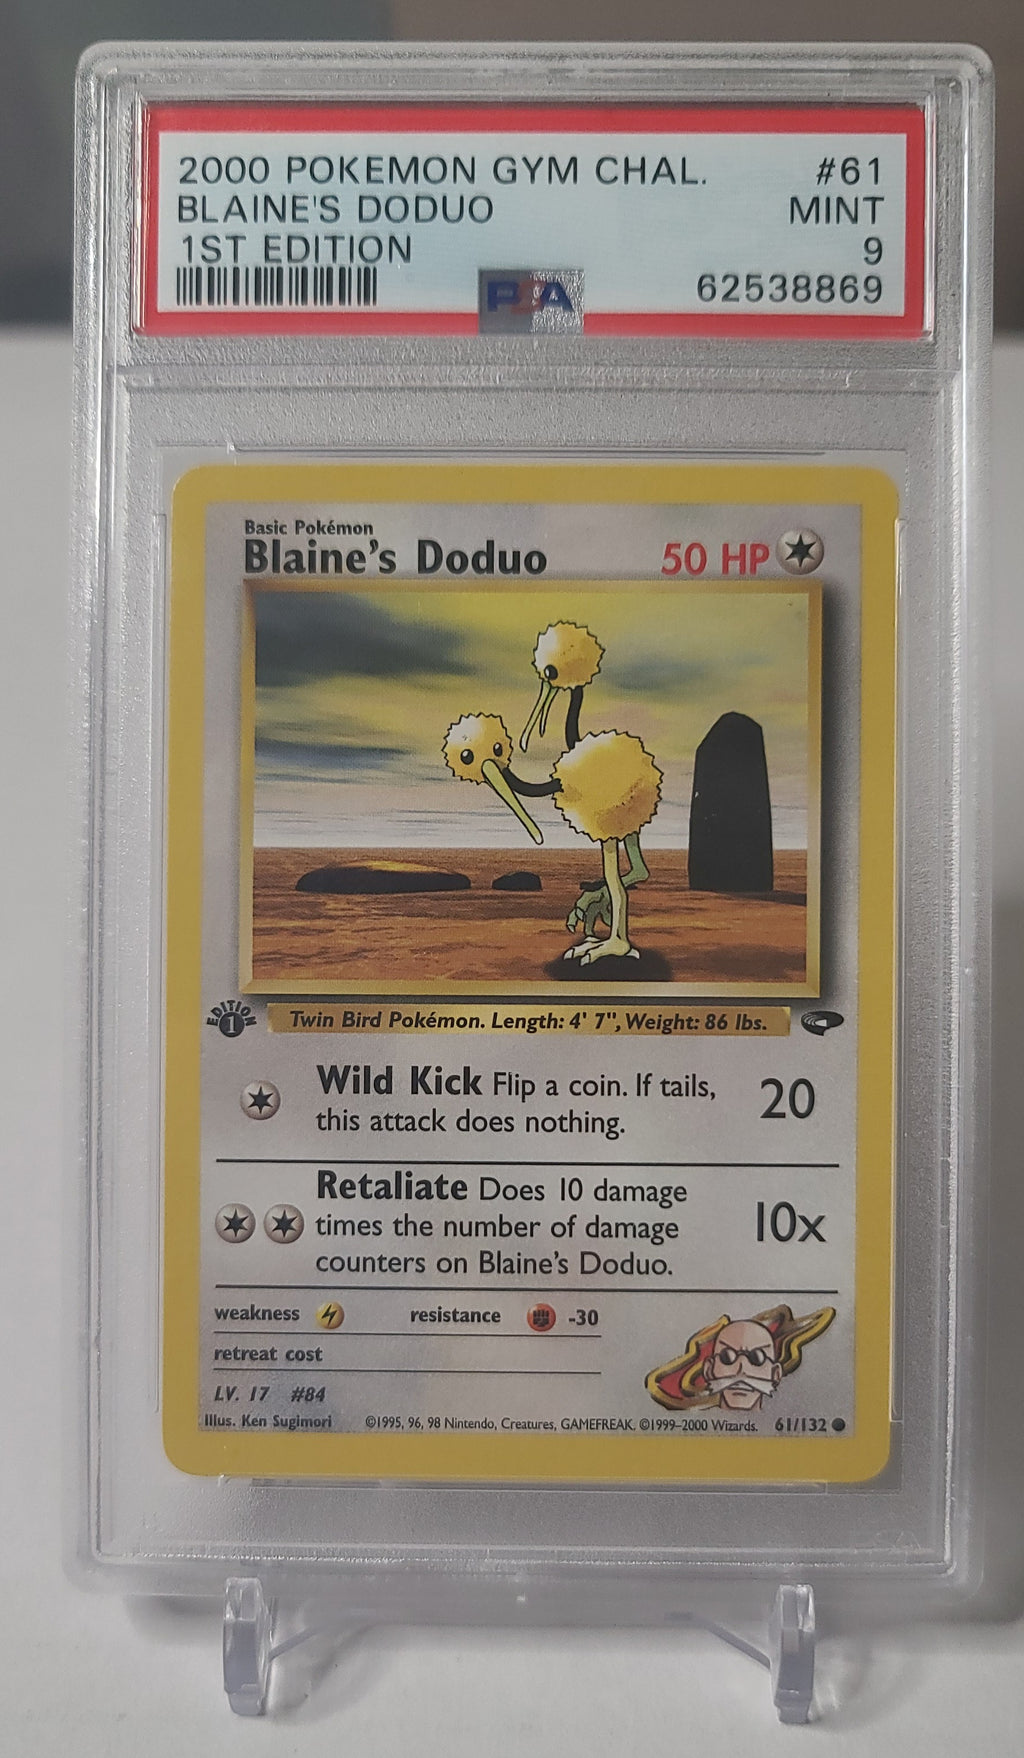 2000 POKEMON GYM CHAL. #61
BLAINE'S DODUO MINT
1ST EDITION 9
PSA 62538869
Basic Pokémon
Blaine's Doduo 50 HP
EDITION 1
Twin Bird Pokémon. Length: 4' 7", Weight: 86 lbs.
Wild Kick Flip a coin. If tails,
this attack does nothing. 20
Retaliate Does 10 damage
times the number of damage 10x
counters on Blaine's Doduo.
weakness resistance -30
retreat cost
LV. 17 #84
Illus. Ken Sugimori ©1995, 96, 98 Nintendo, Creatures, GAMEFREAK. ©1999-2000 Wizards. 61/132